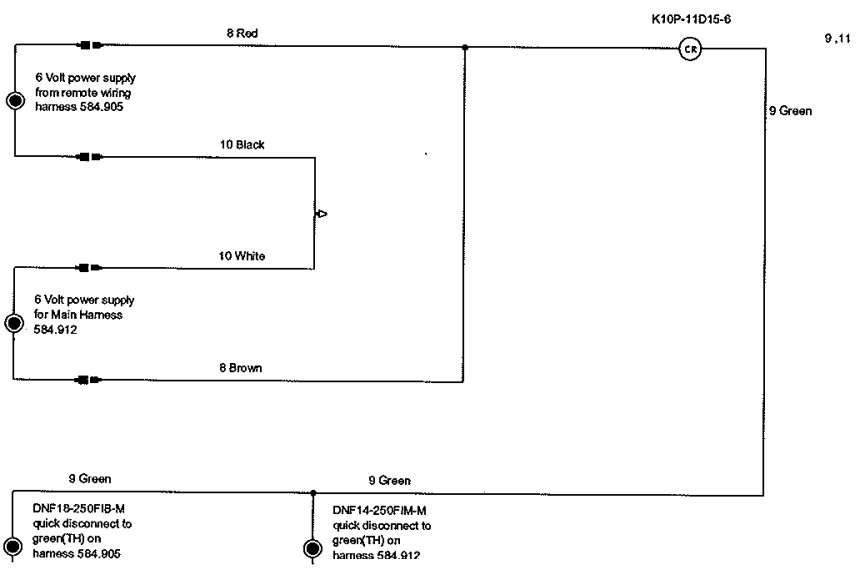 K10P-11D15-6
8 Red
9 ,11
CR
6 Volt power supply
from remote wiring
harness 584.905
9 Green
10 Black
10 White
6 Volt power supply
for Main Harness
584.912
8 Brown
9 Green
9 Green
DNF18-250FIB-M
quick disconnect to
green(TH) on
harness 584.905
DNF14-250FIM-M
quick disconnect to
green(TH) on
harness 584.912